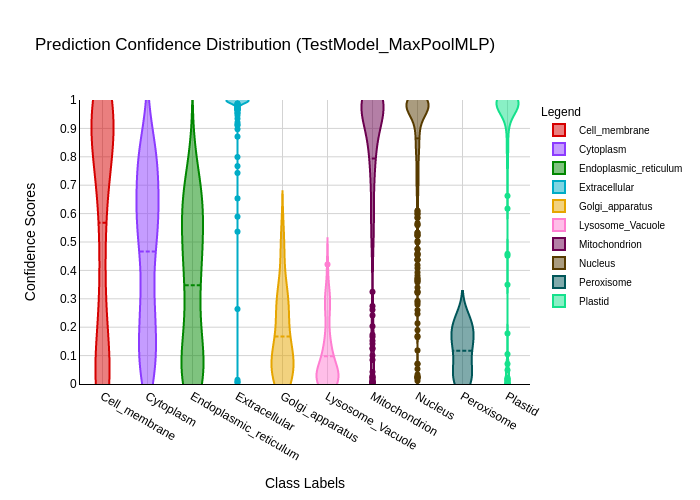 Prediction Confidence Distribution (TestModel_MaxPoolMLP)
Confidence Scores
1
0.9
0.8
0.7
0.6
0.5
0.4
0.3
0.2
0.1
0
Cell_membrane
Cytoplasm
Endoplasmic_reticulum
Extracellular
Golgi_apparatus
Lysosome_Vacuole
Mitochondrion
Nucleus
Peroxisome
Plastid
Class Labels
Legend
Cell_membrane
Cytoplasm
Endoplasmic_reticulum
Extracellular
Golgi_apparatus
Lysosome_Vacuole
Mitochondrion
Nucleus
Peroxisome
Plastid